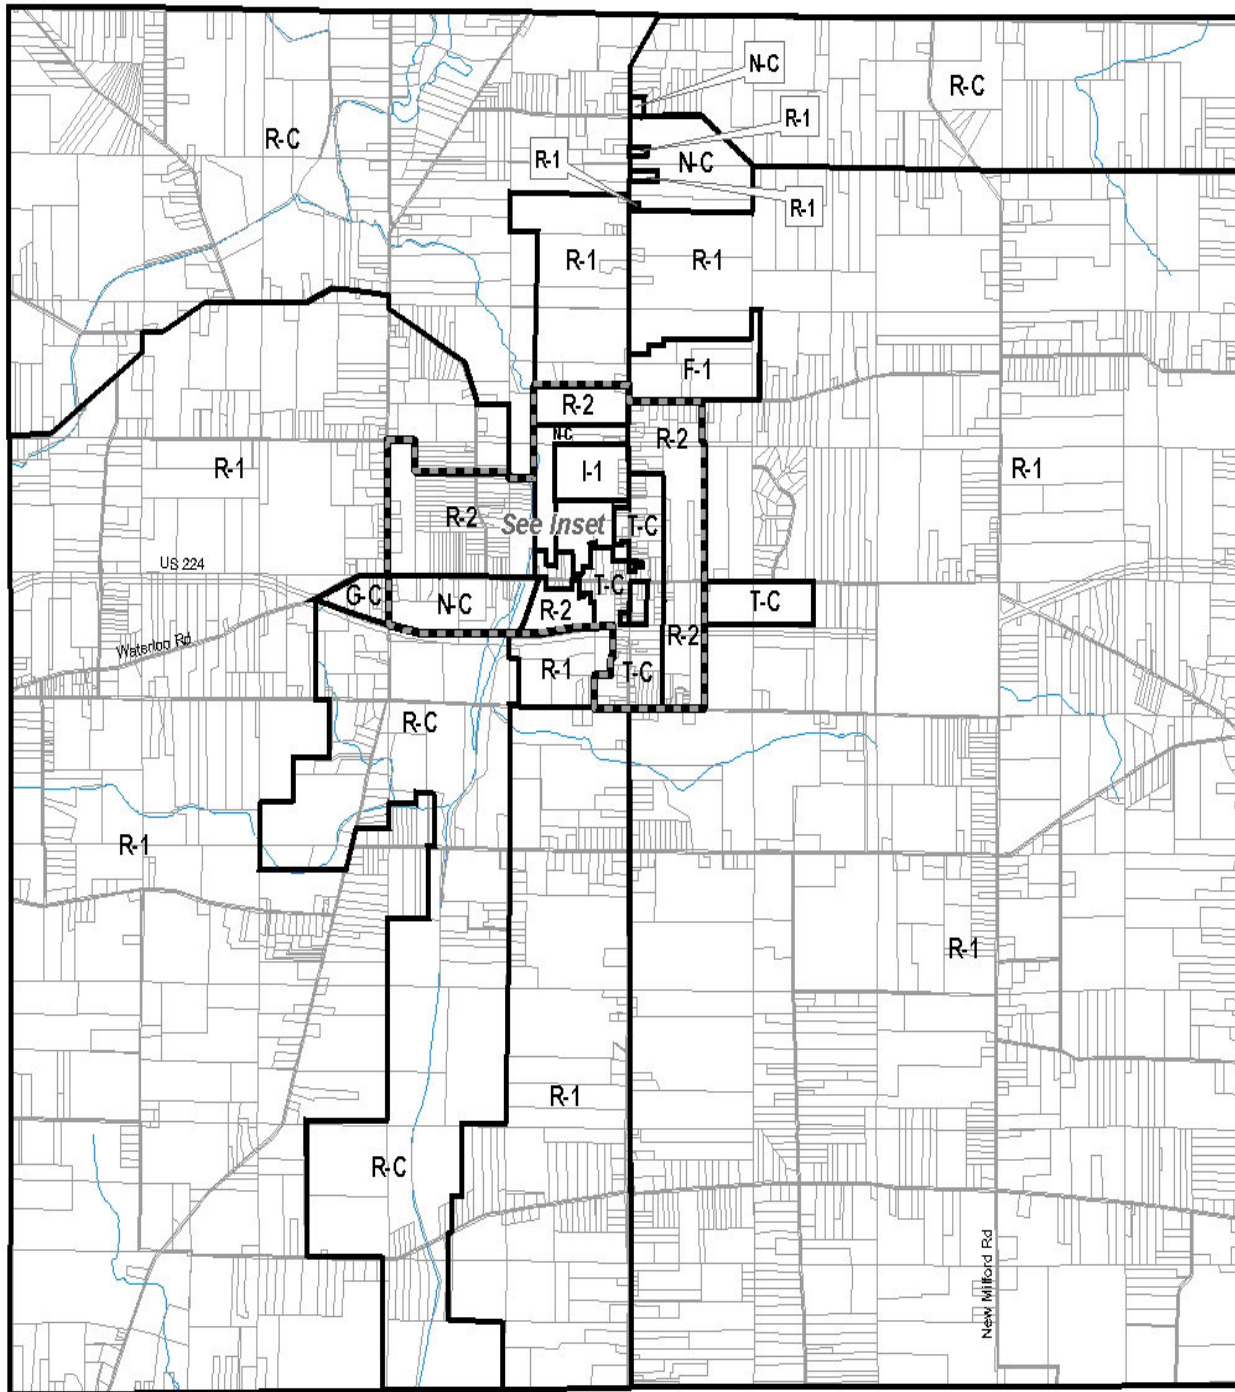 N-C
R-C
R-1
R-C
R-1
N-C
R-1
R-1
R-1
F-1
R-2
N-C
R-2
R-1
I-1
R-1
R-2
See Inset
T-C
US 224
G-C
N-C
R-2
T-C
T-C
Waterloo Rd
R-1
T-C
R-2
R-C
R-1
R-1
R-1
R-C
New Milford Rd